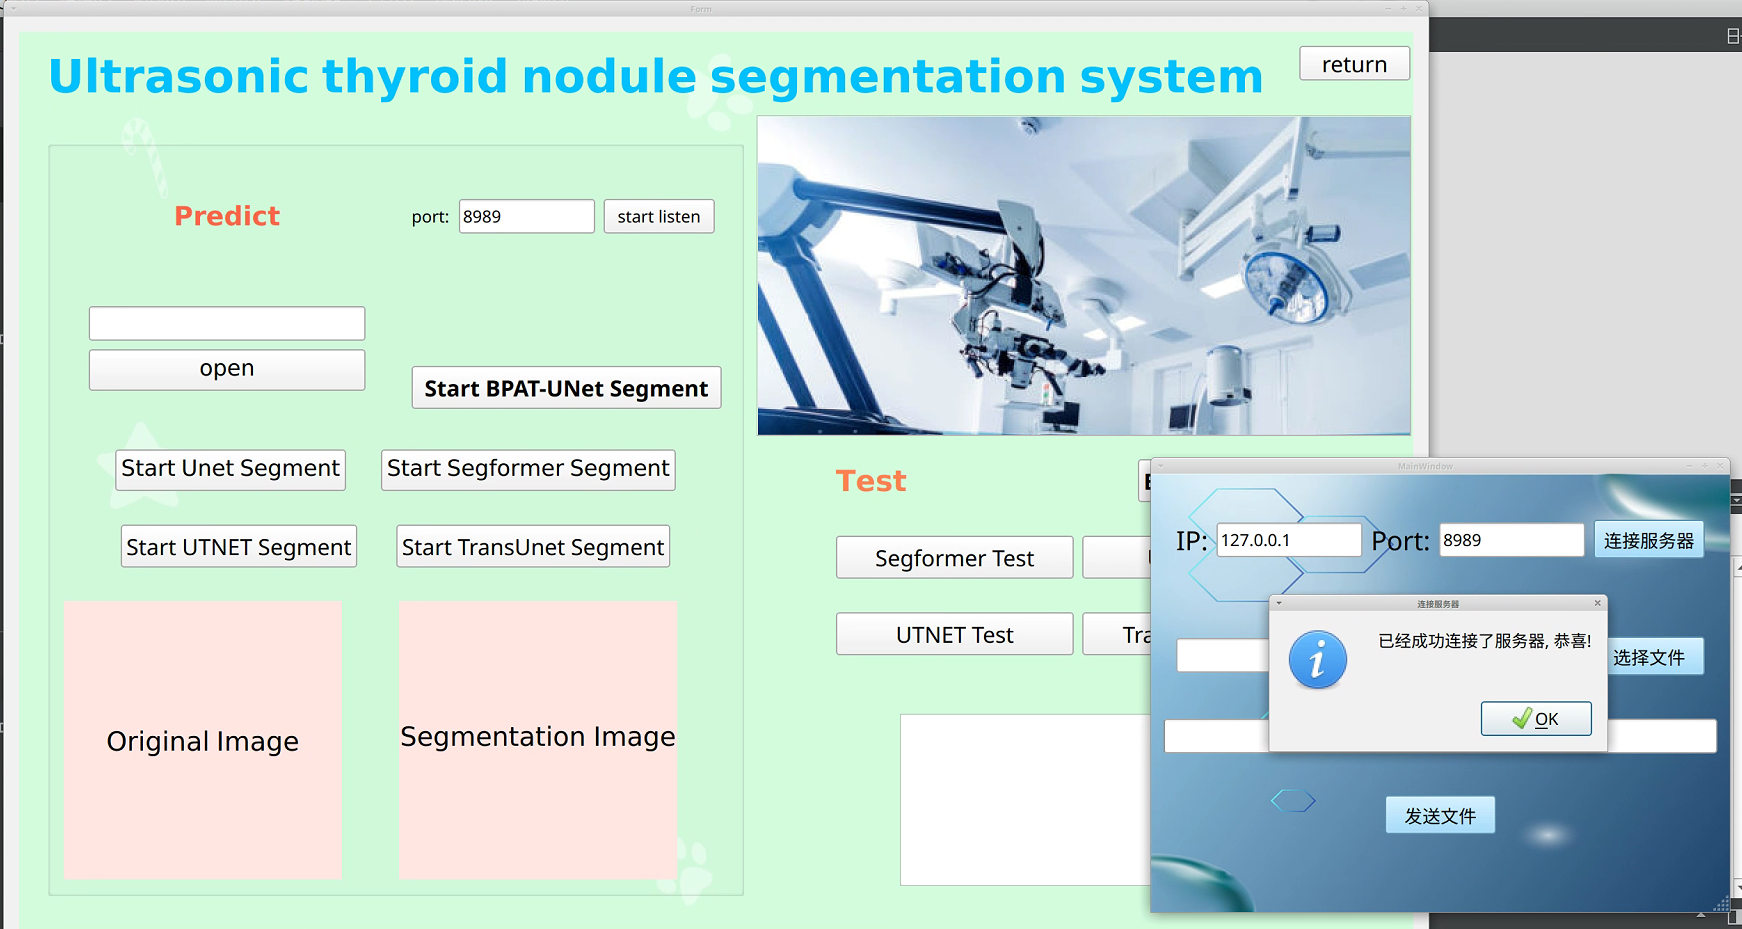 Form
Ultrasonic thyroid nodule segmentation system
return
Predict
port:
8989
start listen
open
Start BPAT-UNet Segment
Start Unet Segment
Start Segformer Segment
Start UTNET Segment
Start TransUnet Segment
Original Image
Segmentation Image
Test
Segformer Test
UTNET Test
Tra
MainWindow
IP:
127.0.0.1
Port:
8989
连接服务器
连接服务器
已经成功连接了服务器, 恭喜!
OK
选择文件
发送文件